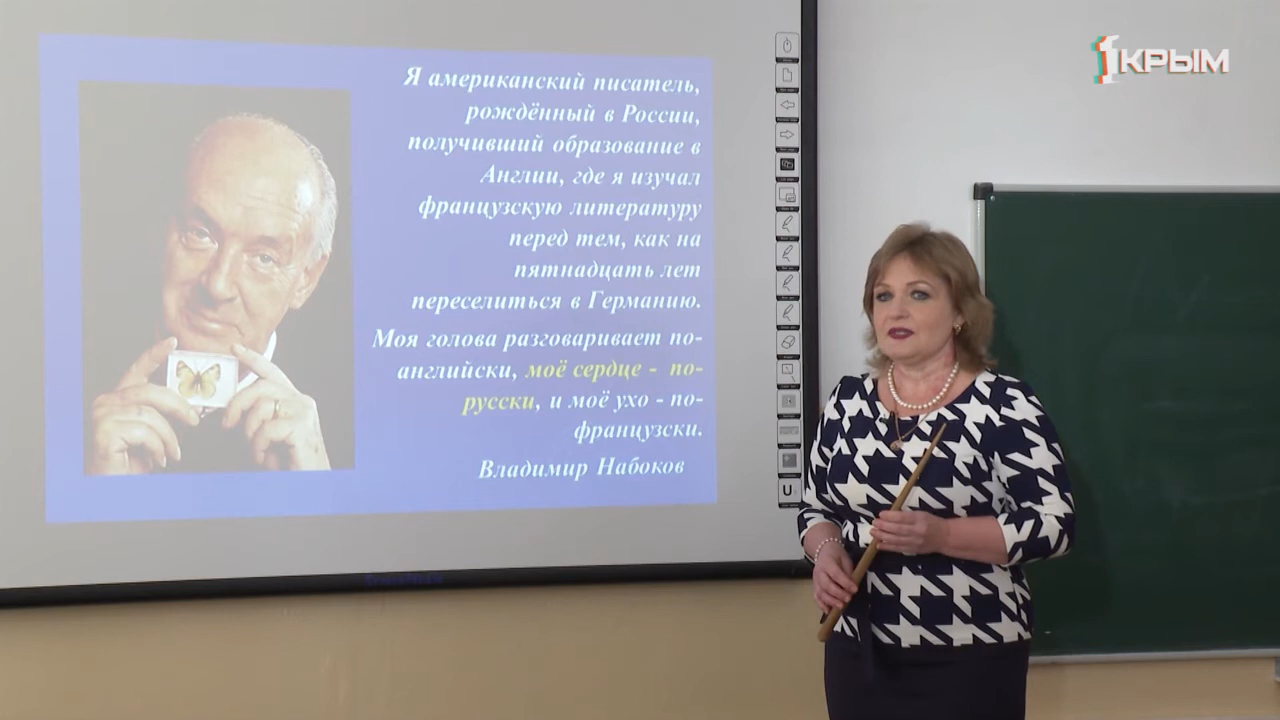 1КРЫМ
Я американский писатель,
рождённый в России,
получивший образование в
Англии, где я изучал
французскую литературу
перед тем, как на
пятнадцать лет
переселиться в Германию.
Моя голова разговаривает по-
английски, моё сердце - по-
русски, и моё ухо - по-
французски.
Владимир Набоков
U